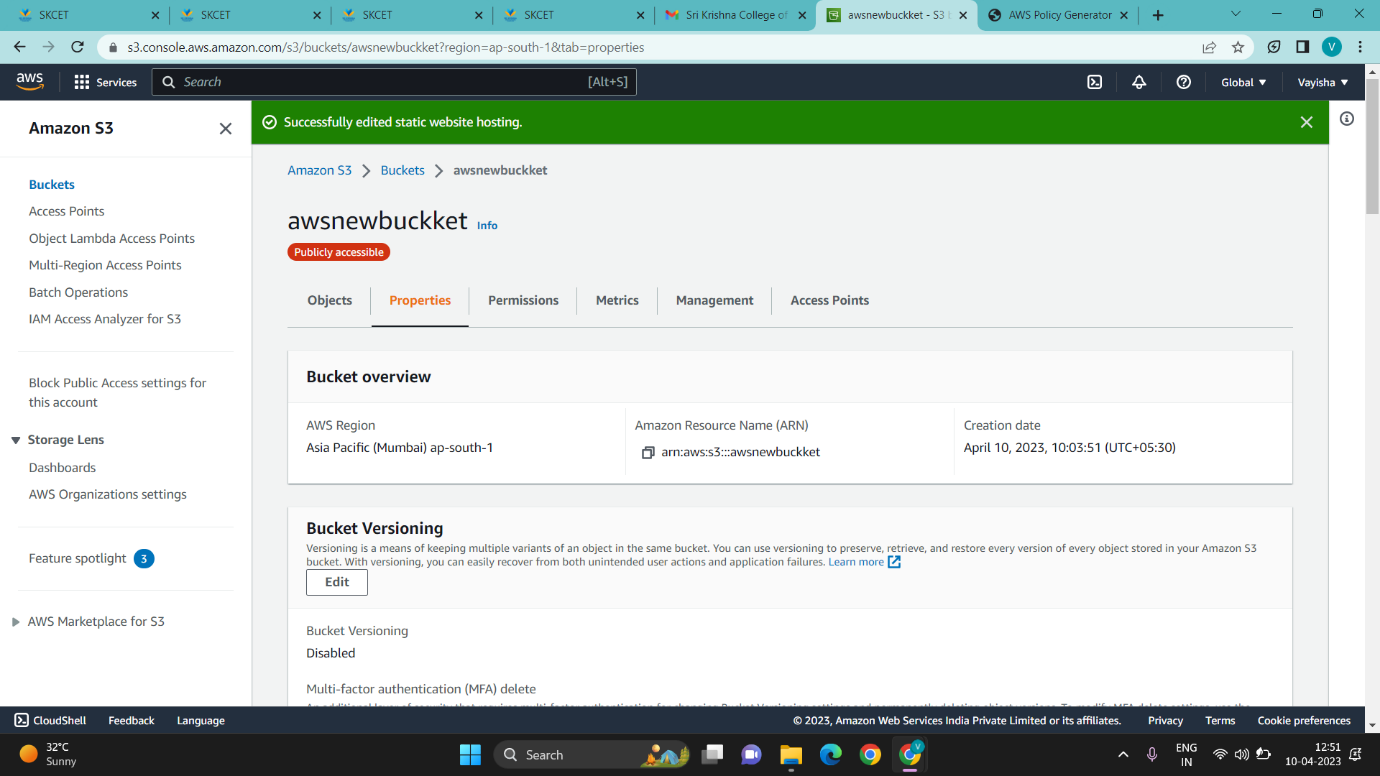 SKCET
SKCET
SKCET
SKCET
Sri Krishna College of
awsnewbuckket - S3 b
AWS Policy Generator
s3.console.aws.amazon.com/s3/buckets/awsnewbuckket?region=ap-south-1&tab=properties
V
aws
Services
Search
[Alt+S]
Global
Vayisha
Amazon S3
Buckets
Access Points
Object Lambda Access Points
Multi-Region Access Points
Batch Operations
IAM Access Analyzer for S3
Block Public Access settings for
this account
Storage Lens
Dashboards
AWS Organizations settings
Feature spotlight 3
AWS Marketplace for S3
Successfully edited static website hosting.
Amazon S3 > Buckets > awsnewbuckket
awsnewbuckket Info
Publicly accessible
Objects
Properties
Permissions
Metrics
Management
Access Points
Bucket overview
AWS Region
Asia Pacific (Mumbai) ap-south-1
Amazon Resource Name (ARN)
arn:aws:s3:::awsnewbuckket
Creation date
April 10, 2023, 10:03:51 (UTC+05:30)
Bucket Versioning
Versioning is a means of keeping multiple variants of an object in the same bucket. You can use versioning to preserve, retrieve, and restore every version of every object stored in your Amazon S3
bucket. With versioning, you can easily recover from both unintended user actions and application failures. Learn more
Edit
Bucket Versioning
Disabled
Multi-factor authentication (MFA) delete
CloudShell
Feedback
Language
© 2023, Amazon Web Services India Private Limited or its affiliates.
Privacy
Terms
Cookie preferences
32°C
Sunny
Search
V
ENG
IN
12:51
10-04-2023